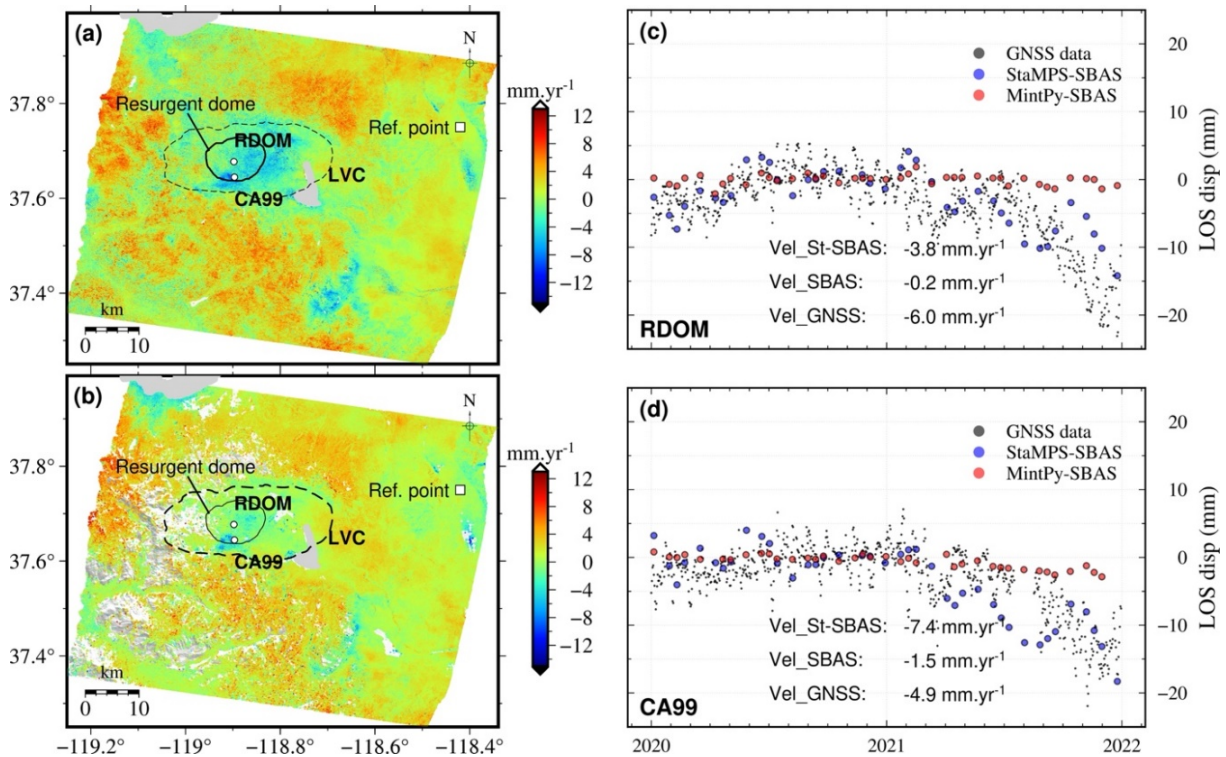 (a)
N
mm.yr-1
Resurgent dome
RDOM
Ref. point
LVC
CA99
37.8°
37.6°
37.4°
km
0 10
12
8
4
0
−4
−8
−12
(b)
N
mm.yr-1
Resurgent dome
RDOM
Ref. point
LVC
CA99
37.8°
37.6°
37.4°
km
0 10
12
8
4
0
−4
−8
−12
−119.2° −119° −118.8° −118.6° −118.4°
(c)
GNSS data
StaMPS-SBAS
MintPy-SBAS
Vel_St-SBAS: -3.8 mm.yr-1
Vel_SBAS: -0.2 mm.yr-1
Vel_GNSS: -6.0 mm.yr-1
RDOM
20
10
0
−10
−20
LOS disp (mm)
(d)
GNSS data
StaMPS-SBAS
MintPy-SBAS
Vel_St-SBAS: -7.4 mm.yr-1
Vel_SBAS: -1.5 mm.yr-1
Vel_GNSS: -4.9 mm.yr-1
CA99
20
10
0
−10
−20
LOS disp (mm)
2020 2021 2022